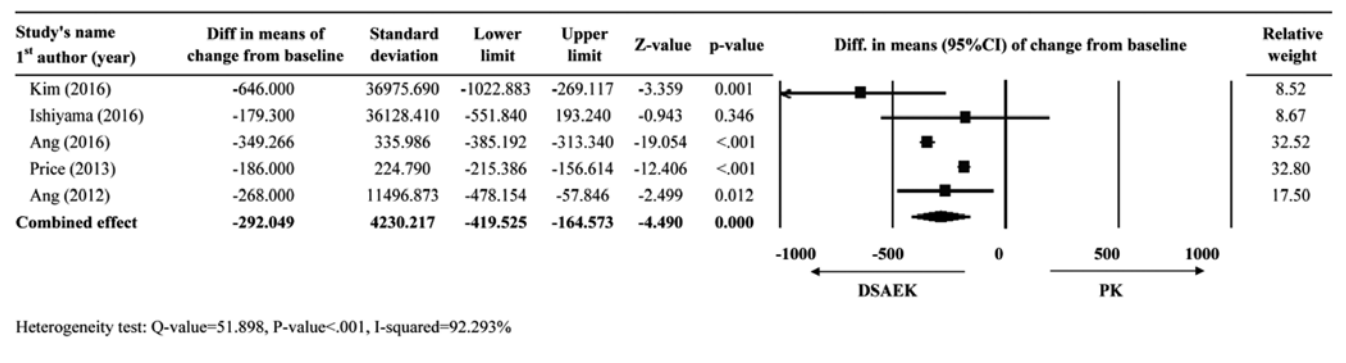 Study's name Diff in means of Standard Lower Upper Z-value p-value Diff. in means (95%CI) of change from baseline Relative
1st author (year) change from baseline deviation limit limit weight
Kim (2016) -646.000 36975.690 -1022.883 -269.117 -3.359 0.001 8.52
Ishiyama (2016) -179.300 36128.410 -551.840 193.240 -0.943 0.346 8.67
Ang (2016) -349.266 335.986 -385.192 -313.340 -19.054 <.001 32.52
Price (2013) -186.000 224.790 -215.386 -156.614 -12.406 <.001 32.80
Ang (2012) -268.000 11496.873 -478.154 -57.846 -2.499 0.012 17.50
Combined effect -292.049 4230.217 -419.525 -164.573 -4.490 0.000
-1000 -500 0 500 1000
DSAEK PK
Heterogeneity test: Q-value=51.898, P-value<.001, I-squared=92.293%